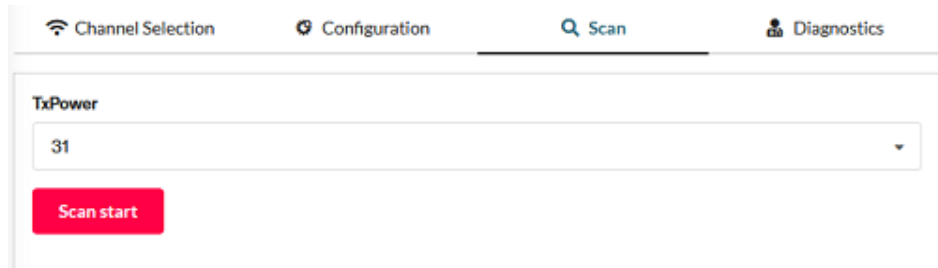 Channel Selection Configuration Scan Diagnostics
TxPower
31
Scan start